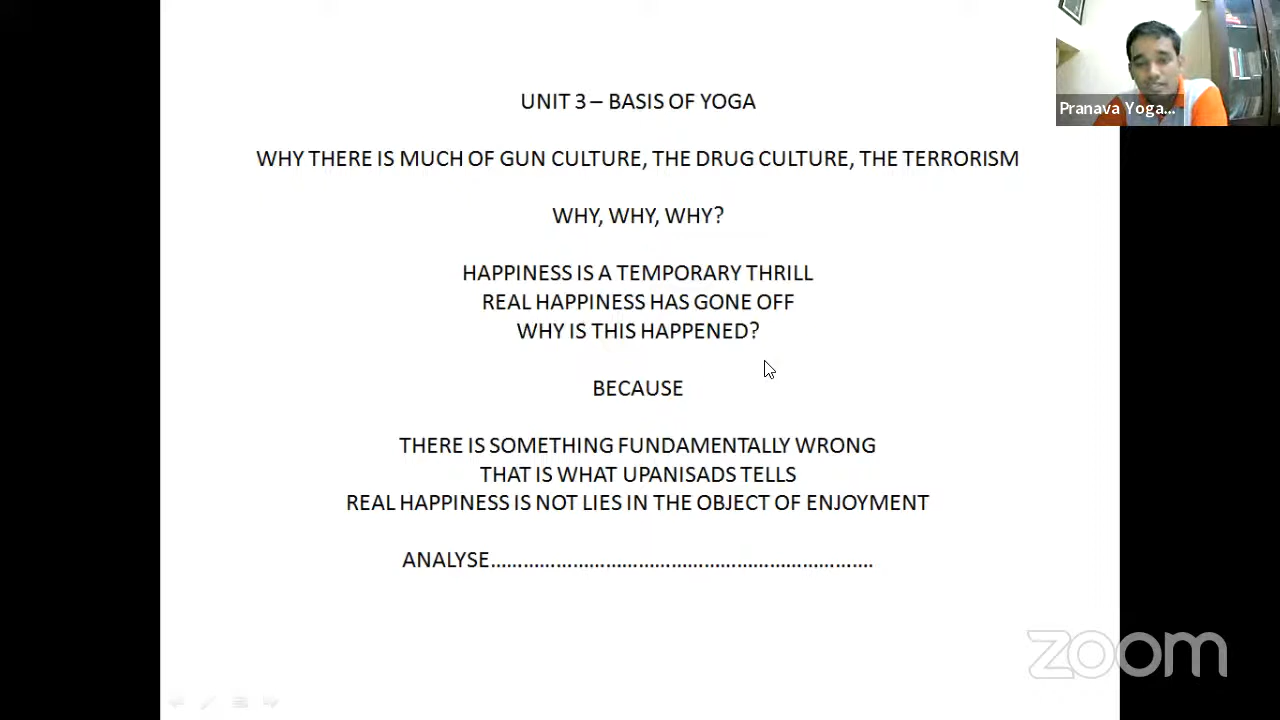 UNIT 3 – BASIS OF YOGA
WHY THERE IS MUCH OF GUN CULTURE, THE DRUG CULTURE, THE TERRORISM
WHY, WHY, WHY?
HAPPINESS IS A TEMPORARY THRILL
REAL HAPPINESS HAS GONE OFF
WHY IS THIS HAPPENED?
BECAUSE
THERE IS SOMETHING FUNDAMENTALLY WRONG
THAT IS WHAT UPANISADS TELLS
REAL HAPPINESS IS NOT LIES IN THE OBJECT OF ENJOYMENT
ANALYSE……………………………………………………………….
Pranava Yoga...
zoom